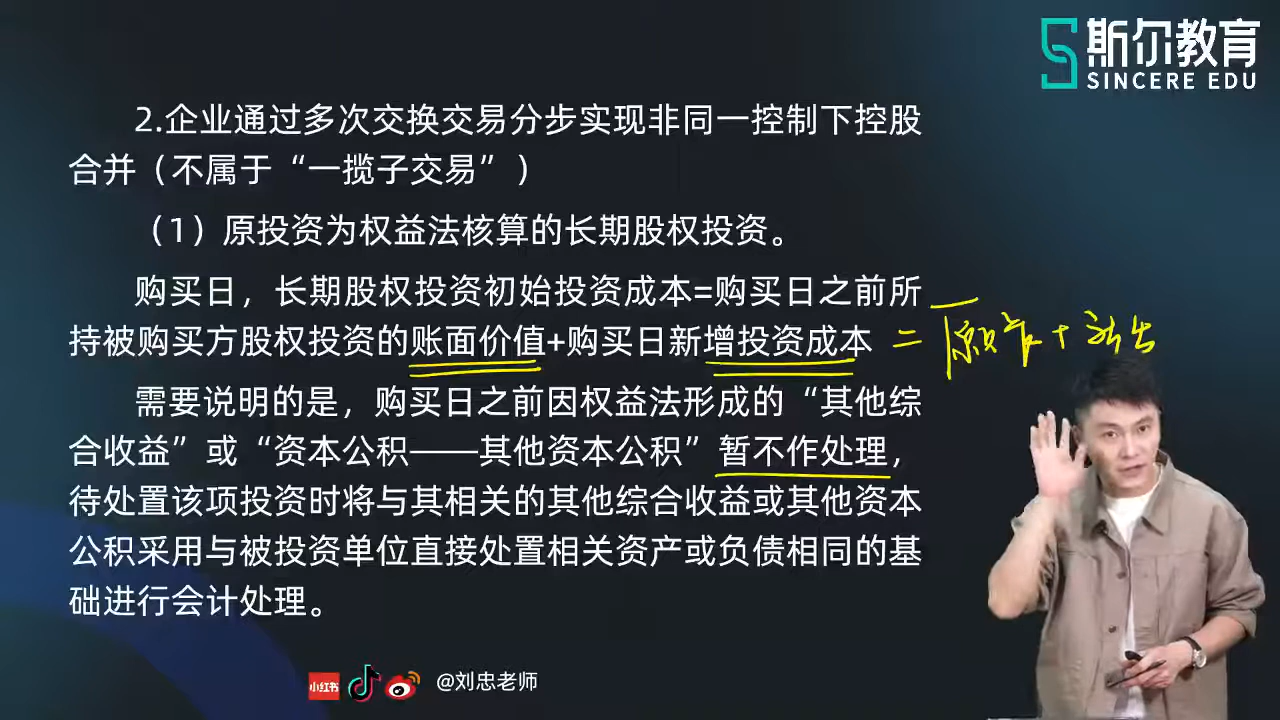 斯尔教育
SINCERE EDU
2.企业通过多次交换交易分步实现非同一控制下控股
合并（不属于“一揽子交易”）
（1）原投资为权益法核算的长期股权投资。
购买日，长期股权投资初始投资成本=购买日之前所
持被购买方股权投资的账面价值+购买日新增投资成本
= 原账+新公
需要说明的是，购买日之前因权益法形成的“其他综
合收益”或“资本公积——其他资本公积”暂不作处理，
待处置该项投资时将与其相关的其他综合收益或其他资本
公积采用与被投资单位直接处置相关资产或负债相同的基
础进行会计处理。
小红书
@刘忠老师